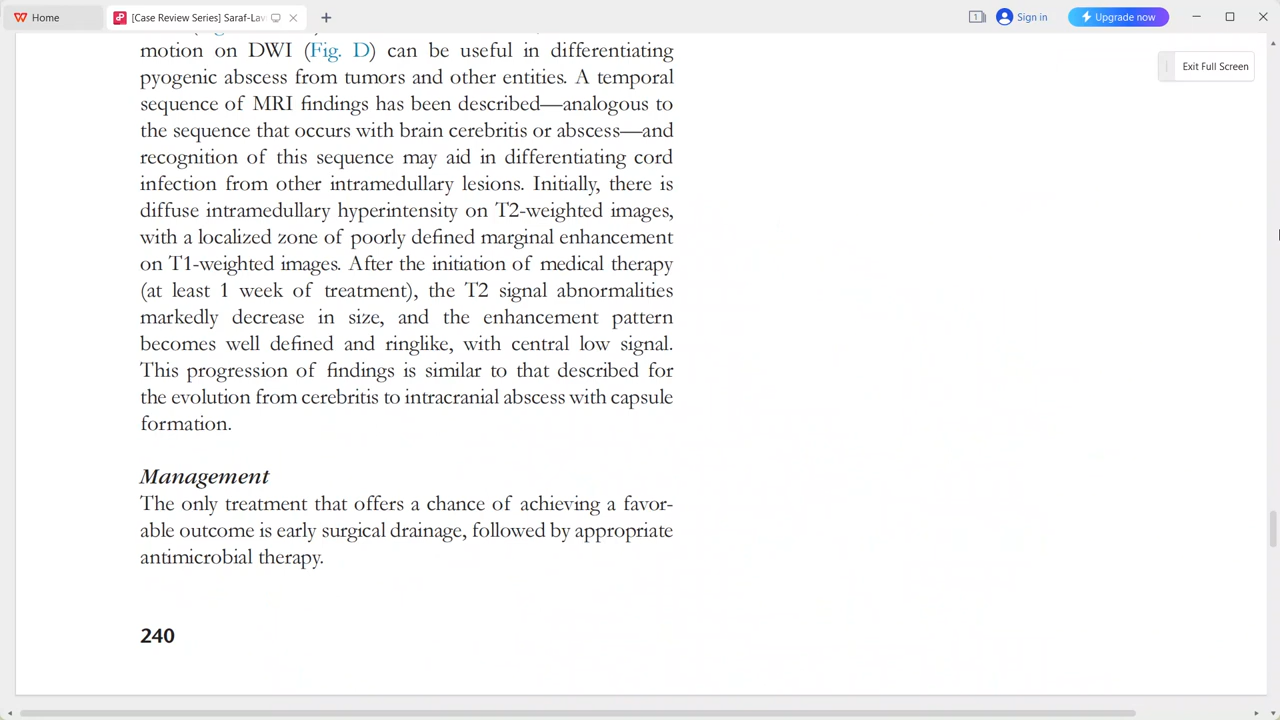 Home
[Case Review Series] Saraf-Lav
1
Sign in
Upgrade now
Exit Full Screen
motion on DWI (Fig. D) can be useful in differentiating
pyogenic abscess from tumors and other entities. A temporal
sequence of MRI findings has been described—analogous to
the sequence that occurs with brain cerebritis or abscess—and
recognition of this sequence may aid in differentiating cord
infection from other intramedullary lesions. Initially, there is
diffuse intramedullary hyperintensity on T2-weighted images,
with a localized zone of poorly defined marginal enhancement
on T1-weighted images. After the initiation of medical therapy
(at least 1 week of treatment), the T2 signal abnormalities
markedly decrease in size, and the enhancement pattern
becomes well defined and ringlike, with central low signal.
This progression of findings is similar to that described for
the evolution from cerebritis to intracranial abscess with capsule
formation.
Management
The only treatment that offers a chance of achieving a favor-
able outcome is early surgical drainage, followed by appropriate
antimicrobial therapy.
240